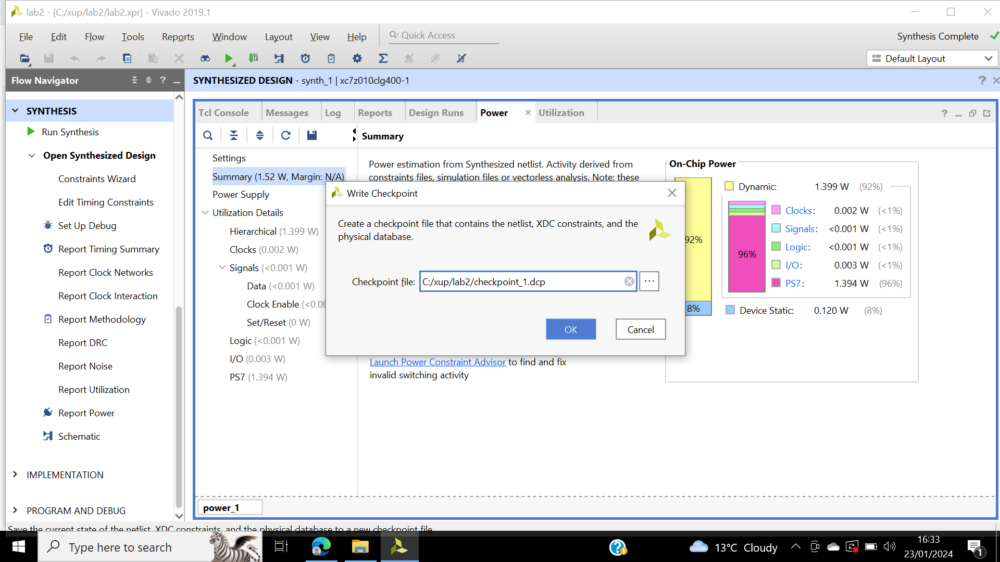 lab2 - [C:/xup/lab2/lab2.xpr] - Vivado 2019.1
File Edit Flow Tools Reports Window Layout View Help Quick Access Synthesis Complete
Default Layout
Flow Navigator ?
SYNTHESIZED DESIGN - synth_1 | xc7z010clg400-1 ?
SYNTHESIS
Run Synthesis
Open Synthesized Design
Constraints Wizard
Edit Timing Constraints
Set Up Debug
Report Timing Summary
Report Clock Networks
Report Clock Interaction
Report Methodology
Report DRC
Report Noise
Report Utilization
Report Power
Schematic
IMPLEMENTATION
PROGRAM AND DEBUG
Tcl Console Messages Log Reports Design Runs Power Utilization ?
Summary
Settings
Summary (1.52 W, Margin: N/A)
Power Supply
Utilization Details
Hierarchical (1.399 W)
Clocks (0.002 W)
Signals (<0.001 W)
Data (<0.001 W)
Clock Enable (<0.00
Set/Reset (0 W)
Logic (<0.001 W)
I/O (0.003 W)
PS7 (1.394 W)
Power estimation from Synthesized netlist. Activity derived from
constraints files, simulation files or vectorless analysis. Note: these
Write Checkpoint
Create a checkpoint file that contains the netlist, XDC constraints, and the
physical database.
Checkpoint file: C:/xup/lab2/checkpoint_1.dcp ...
OK Cancel
Launch Power Constraint Advisor to find and fix
invalid switching activity
On-Chip Power
92%
8%
96%
Dynamic: 1.399 W (92%)
Clocks: 0.002 W (<1%)
Signals: <0.001 W (<1%)
Logic: <0.001 W (<1%)
I/O: 0.003 W (<1%)
PS7: 1.394 W (96%)
Device Static: 0.120 W (8%)
power_1
Save the current state of the netlist, XDC constraints, and the physical database to a new checkpoint file
Type here to search
13°C Cloudy
16:33
23/01/2024
1